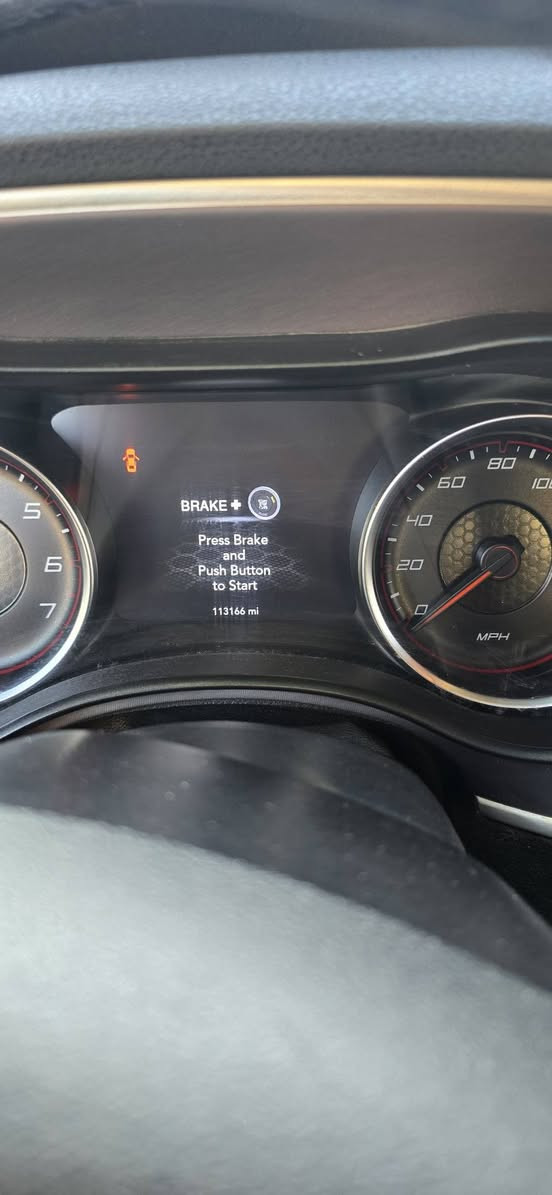 BRAKE +
Press Brake
and
Push Button
to Start
113166 mi
5
6
7
0
20
40
60
80
MPH